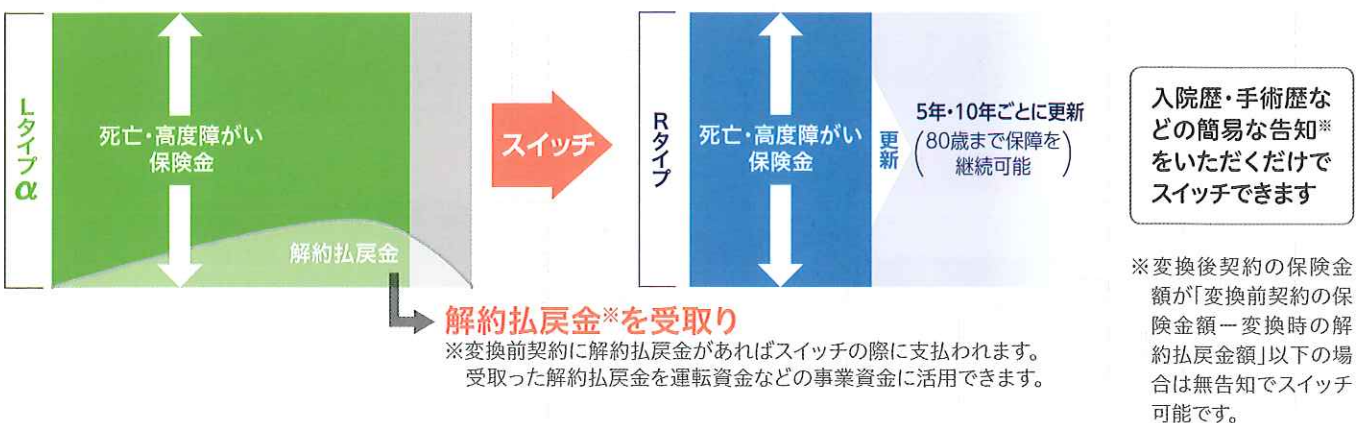 Lタイプα
死亡・高度障がい
保険金
解約払戻金
スイッチ
Rタイプ
死亡・高度障がい
保険金
更新
5年・10年ごとに更新
(80歳まで保障を
継続可能)
入院歴・手術歴な
どの簡易な告知※
をいただくだけで
スイッチできます
解約払戻金※を受取り
※変換前契約に解約払戻金があればスイッチの際に支払われます。
受取った解約払戻金を運転資金などの事業資金に活用できます。
※変換後契約の保険金
額が「変換前契約の保
険金額－変換時の解
約払戻金額」以下の場
合は無告知でスイッチ
可能です。